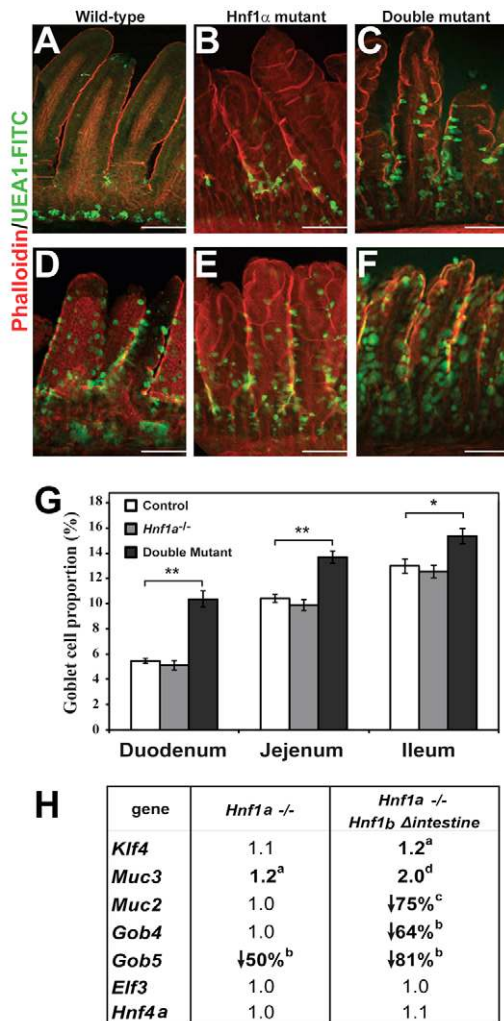 Wild-type Hnf1α mutant Double mutant
A B C
Phalloidin/UEA1-FITC
D E F
G
Control
Hnf1a-/-
Double Mutant
** ** *
Goblet cell proportion (%)
18
16
14
12
10
8
6
4
2
0
Duodenum Jejenum Ileum
H
gene Hnf1a -/- Hnf1a -/-
Hnf1b Δintestine
Klf4 1.1 1.2a
Muc3 1.2a 2.0d
Muc2 1.0 ↓75%c
Gob4 1.0 ↓64%b
Gob5 ↓50%b ↓81%b
Elf3 1.0 1.0
Hnf4a 1.0 1.1